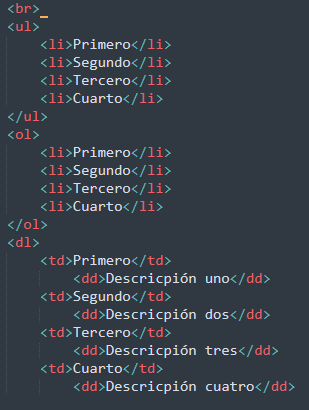 <br>
<ul>
<li>Primero</li>
<li>Segundo</li>
<li>Tercero</li>
<li>Cuarto</li>
</ul>
<ol>
<li>Primero</li>
<li>Segundo</li>
<li>Tercero</li>
<li>Cuarto</li>
</ol>
<dl>
<td>Primero</td>
<dd>Descricpión uno</dd>
<td>Segundo</td>
<dd>Descricpión dos</dd>
<td>Tercero</td>
<dd>Descricpión tres</dd>
<td>Cuarto</td>
<dd>Descricpión cuatro</dd>